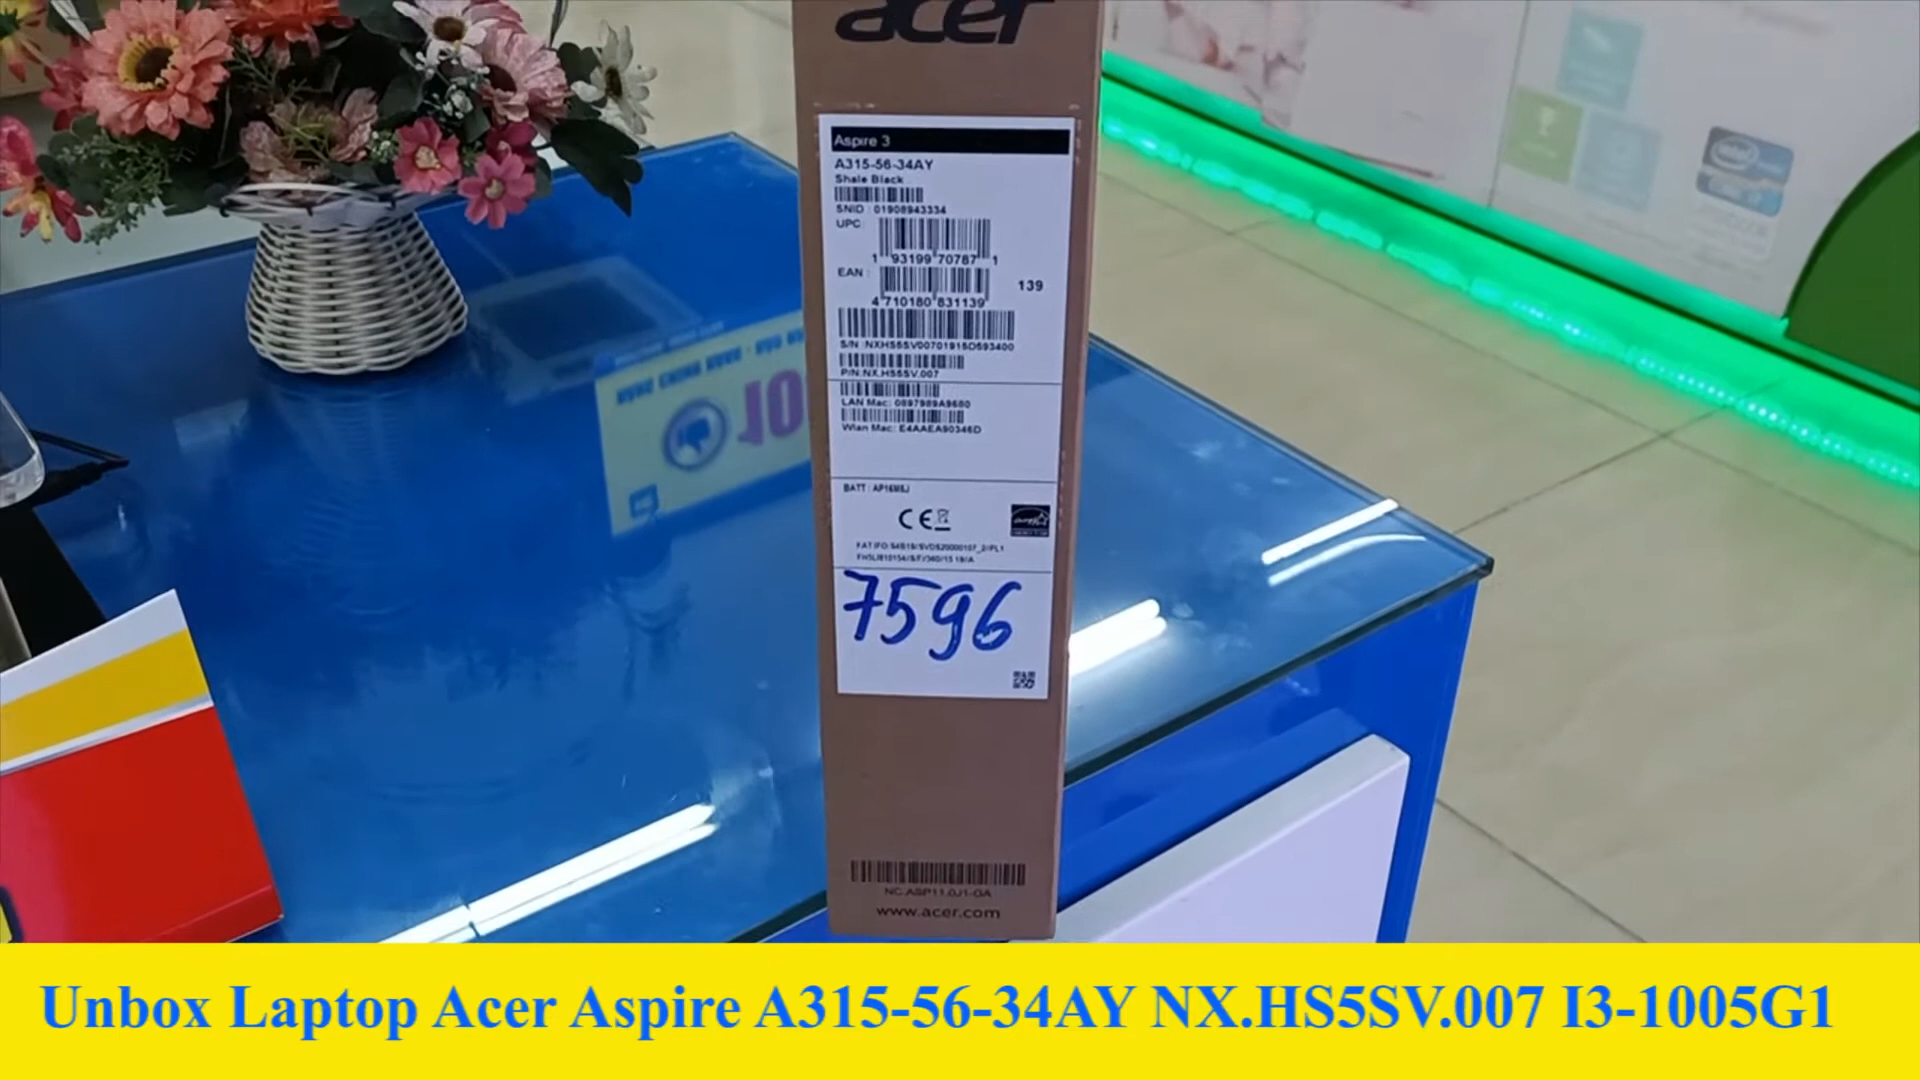 acer
Aspire 3
A315-56-34AY
Shale Black
SNID : 01908943334
UPC:
1 93199 70787 1
EAN :
139
4 710180 831139
S/N :NXHS5SV00701915D593400
P/N:NX.HS5SV.007
LAN Mac: 0897989A9680
Wlan Mac: E4AAEA90346D
BATT : AP16M5J
CE
7596
NC.ASP11.0J1-GA
www.acer.com
intel
Unbox Laptop Acer Aspire A315-56-34AY NX.HS5SV.007 I3-1005G1